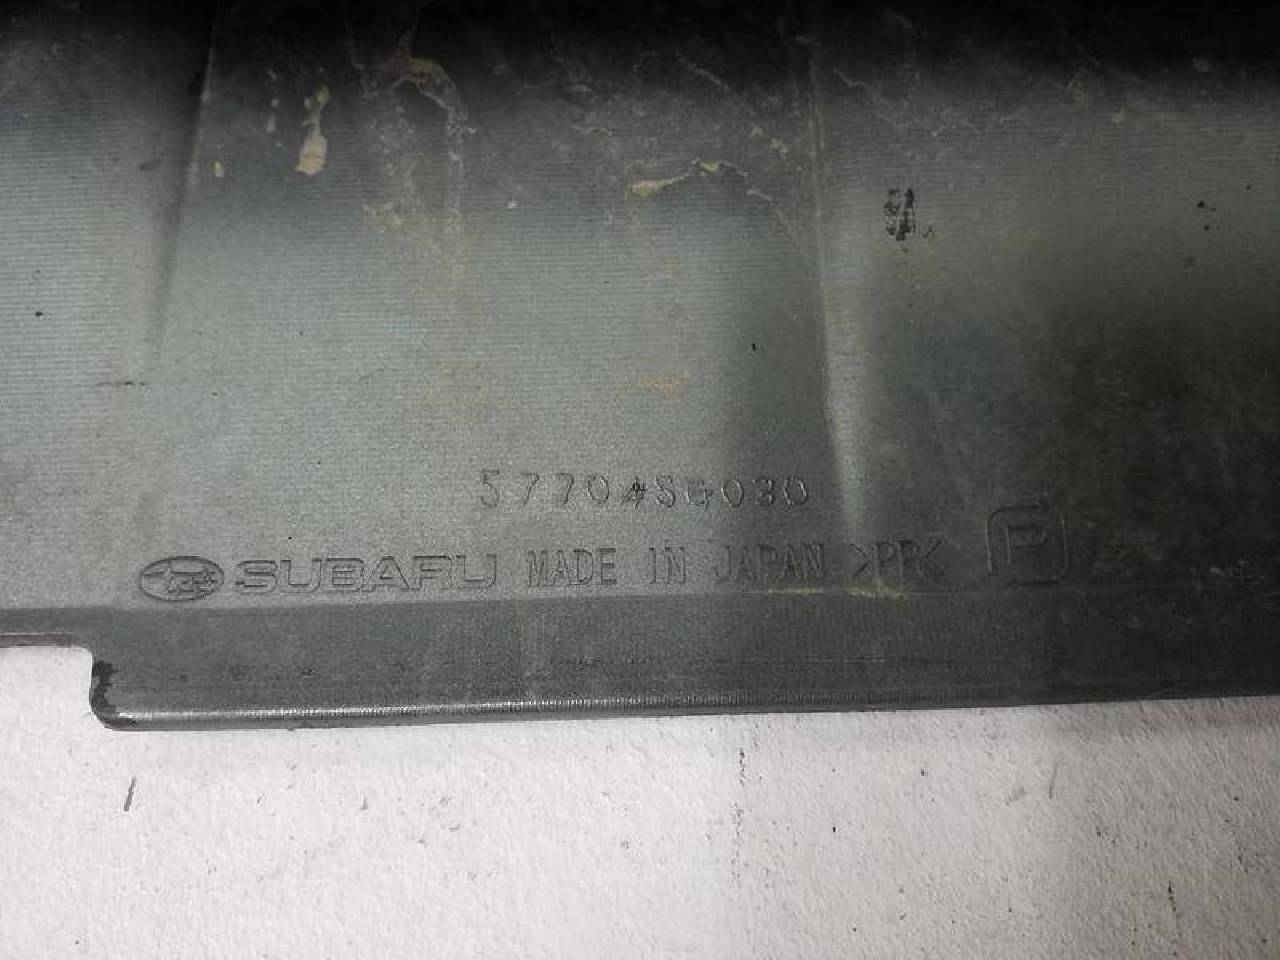 57704SG030
SUBARU MADE IN JAPAN >PP<
P